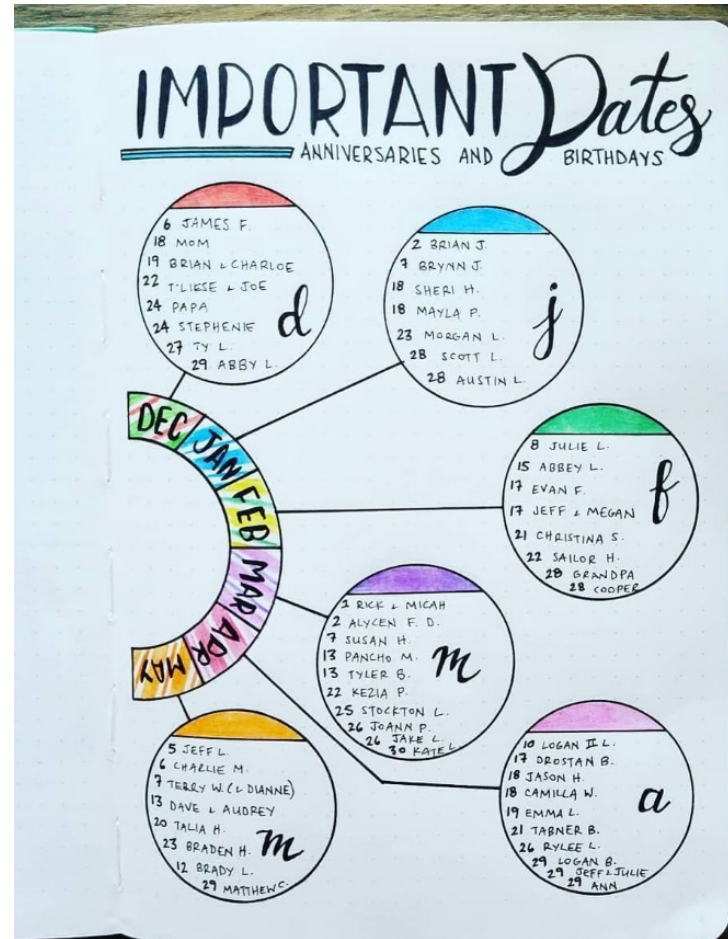 IMPORTANT Dates
ANNIVERSARIES AND BIRTHDAYS
6 JAMES F.
18 MOM
19 BRIAN & CHARLOE
22 T'LIESE & JOE
24 PAPA
24 STEPHENIE
27 TY L.
29 ABBY L.
d
2 BRIAN J.
7 BRYNN J.
18 SHERI H.
18 MAYLA P.
23 MORGAN L.
28 SCOTT L.
28 AUSTIN L.
j
DEC
JAN
FEB
MAR
APR
MAY
8 JULIE L.
15 ABBEY L.
17 EVAN F.
17 JEFF & MEGAN
21 CHRISTINA S.
22 SAILOR H.
28 GRANDPA
28 COOPER
f
1 RICK & MICAH
2 ALYCEN F. D.
7 SUSAN H.
13 PANCHO M.
13 TYLER B.
22 KEZIA P.
25 STOCKTON L.
26 JOANN P.
26 JAKE L.
30 KATE L
m
5 JEFF L.
6 CHARLIE M.
7 TERRY W. (& DIANNE)
13 DAVE & AUDREY
20 TALIA H.
23 BRADEN H.
12 BRADY L.
29 MATTHEW C.
m
10 LOGAN II L.
17 DROSTAN B.
18 JASON H.
18 CAMILLA W.
19 EMMA L.
21 TABNER B.
26 RYLEE L.
29 LOGAN B.
29 JEFF & JULIE
29 ANN
a